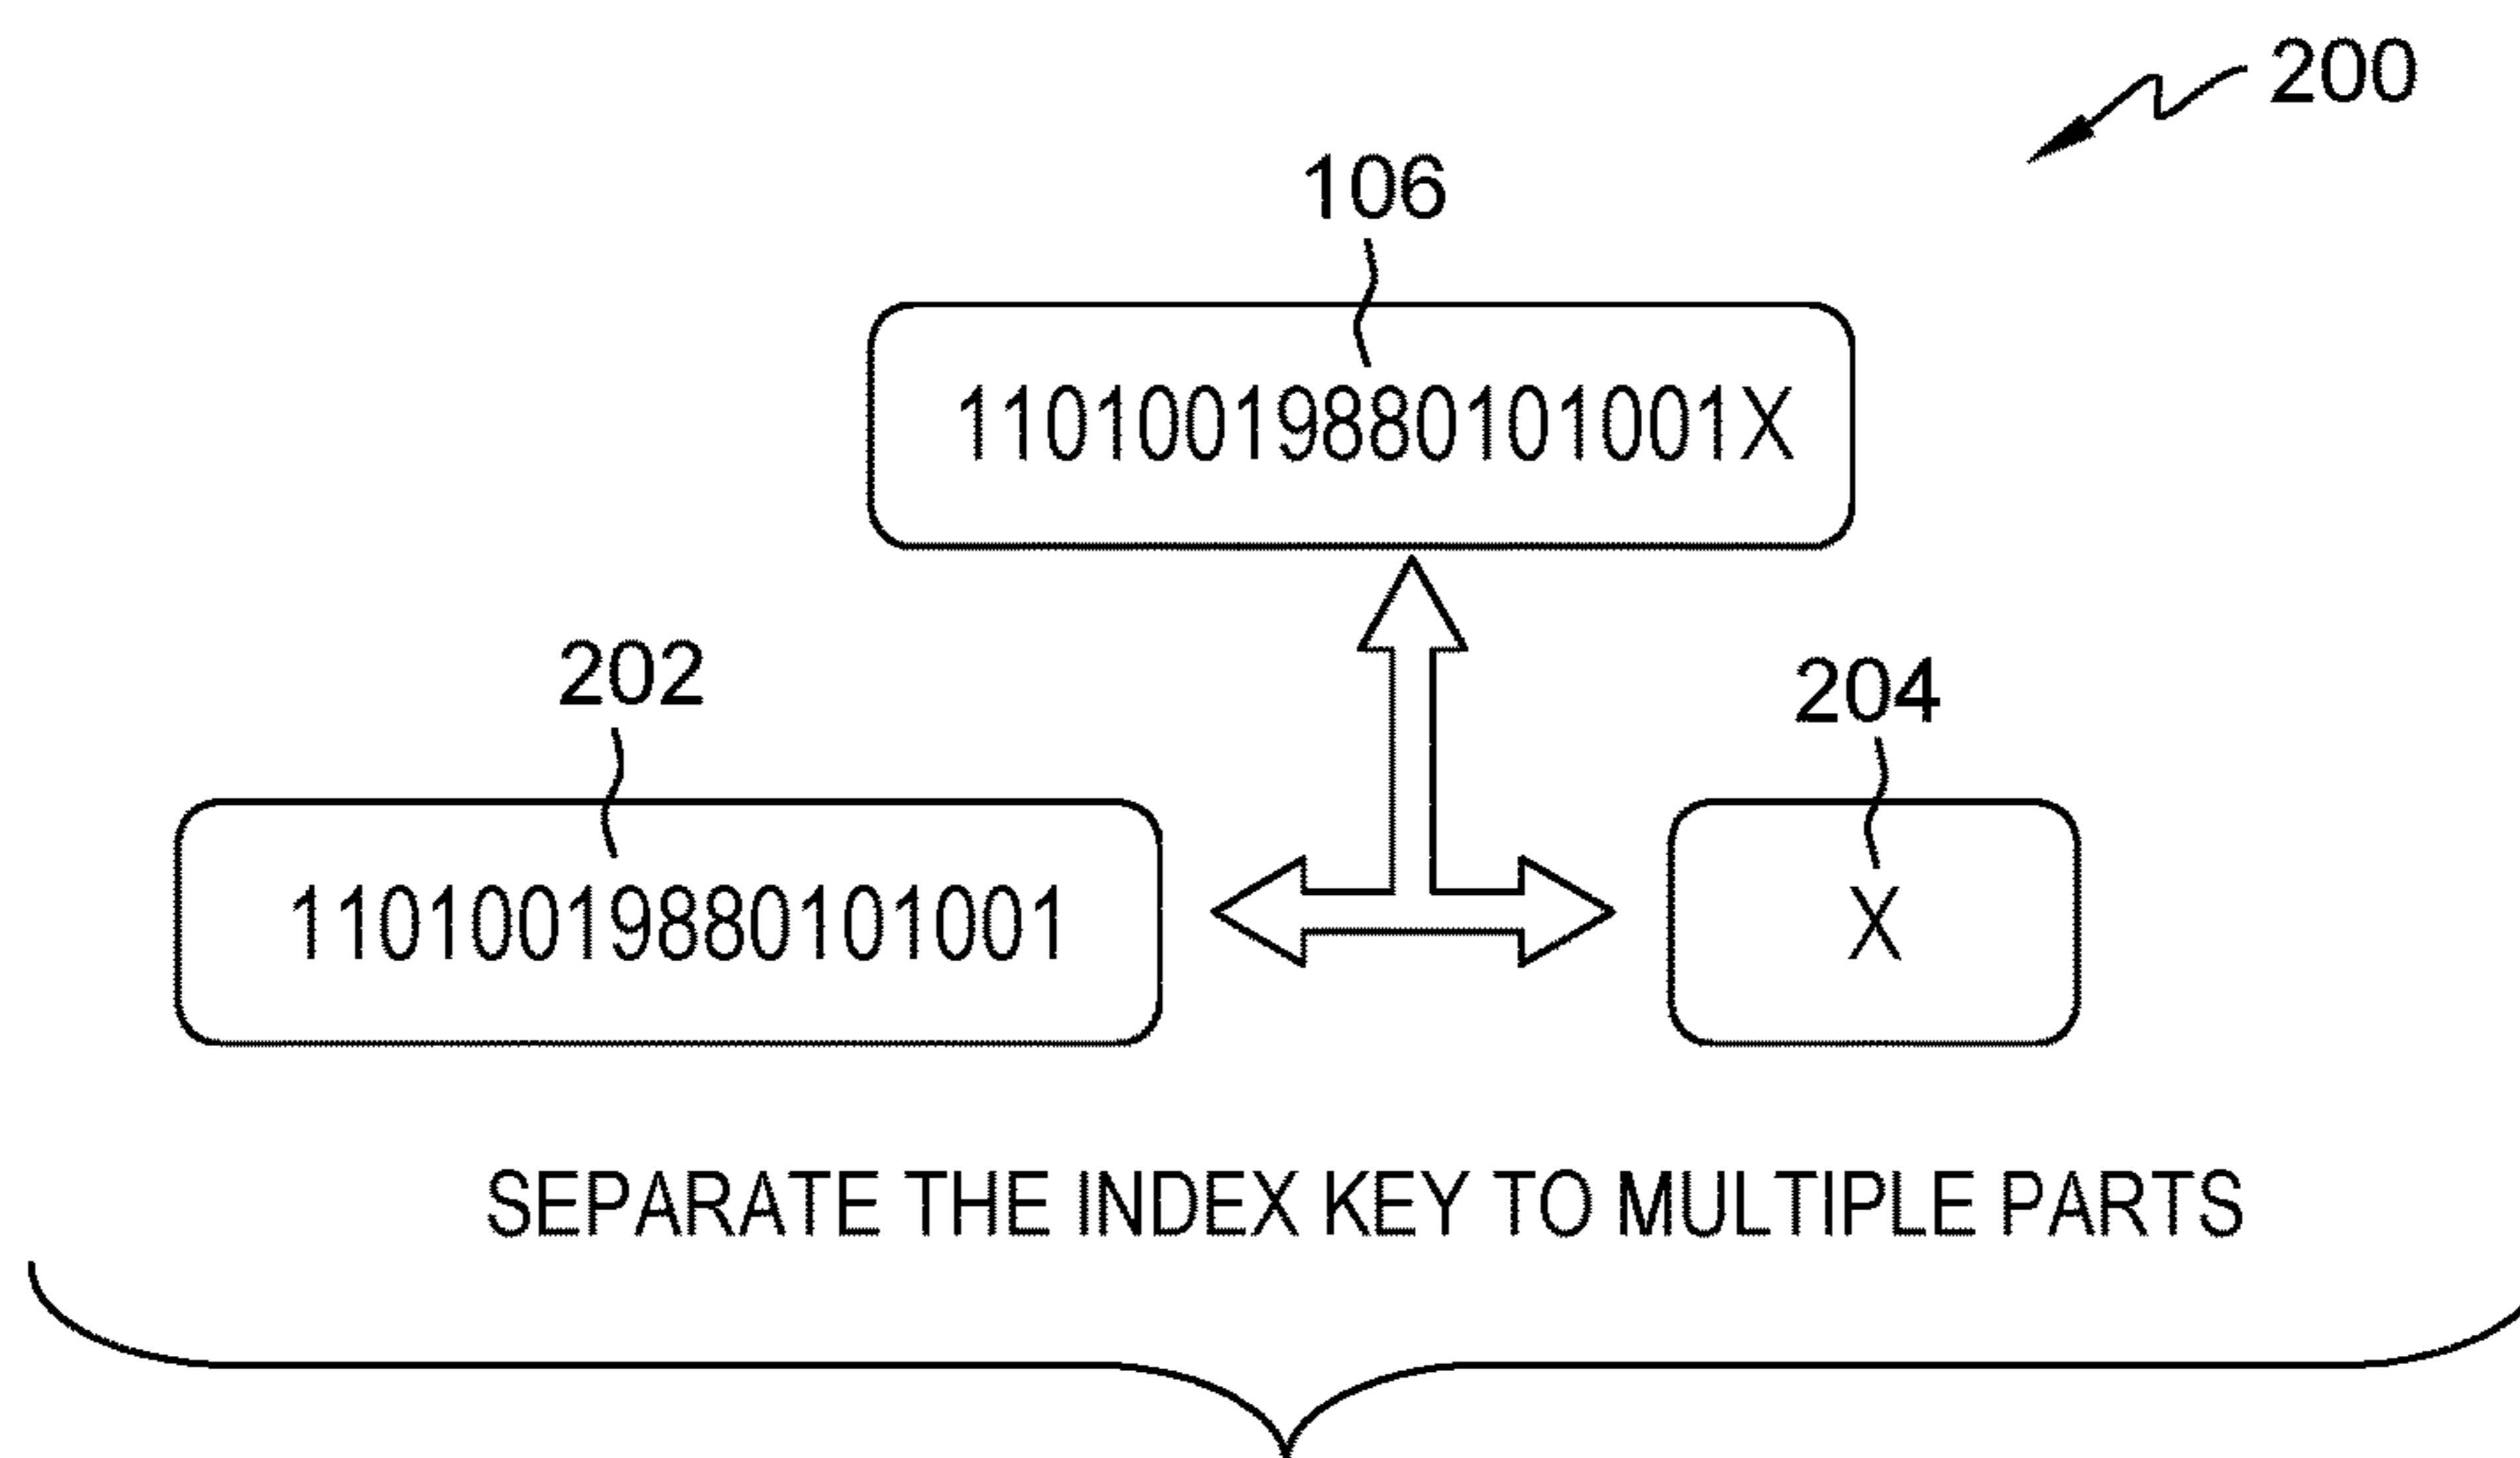 200
106
11010019880101001X
202
204
11010019880101001
X
SEPARATE THE INDEX KEY TO MULTIPLE PARTS